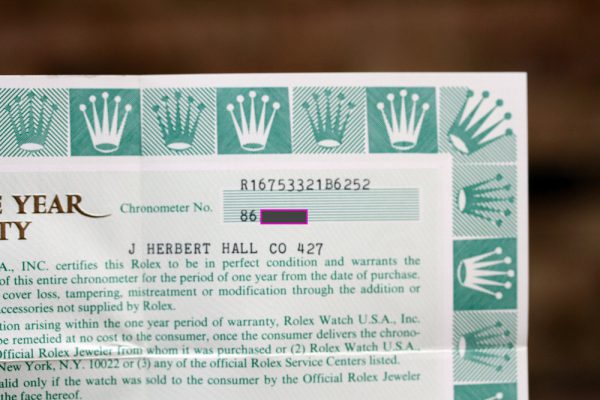 E YEAR
TY
Chronometer No.
R16753321B6252
86
J HERBERT HALL CO 427
A., INC. certifies this Rolex to be in perfect condition and warrants the
of this entire chronometer for the period of one year from the date of purchase.
cover loss, tampering, mistreatment or modification through the addition or
accessories not supplied by Rolex.
tion arising within the one year period of warranty, Rolex Watch U.S.A., Inc.
be remedied at no cost to the consumer, once the consumer delivers the chrono-
Official Rolex Jeweler from whom it was purchased or (2) Rolex Watch U.S.A.,
New York, N.Y. 10022 or (3) any of the official Rolex Service Centers listed.
alid only if the watch was sold to the consumer by the Official Rolex Jeweler
the face hereof.